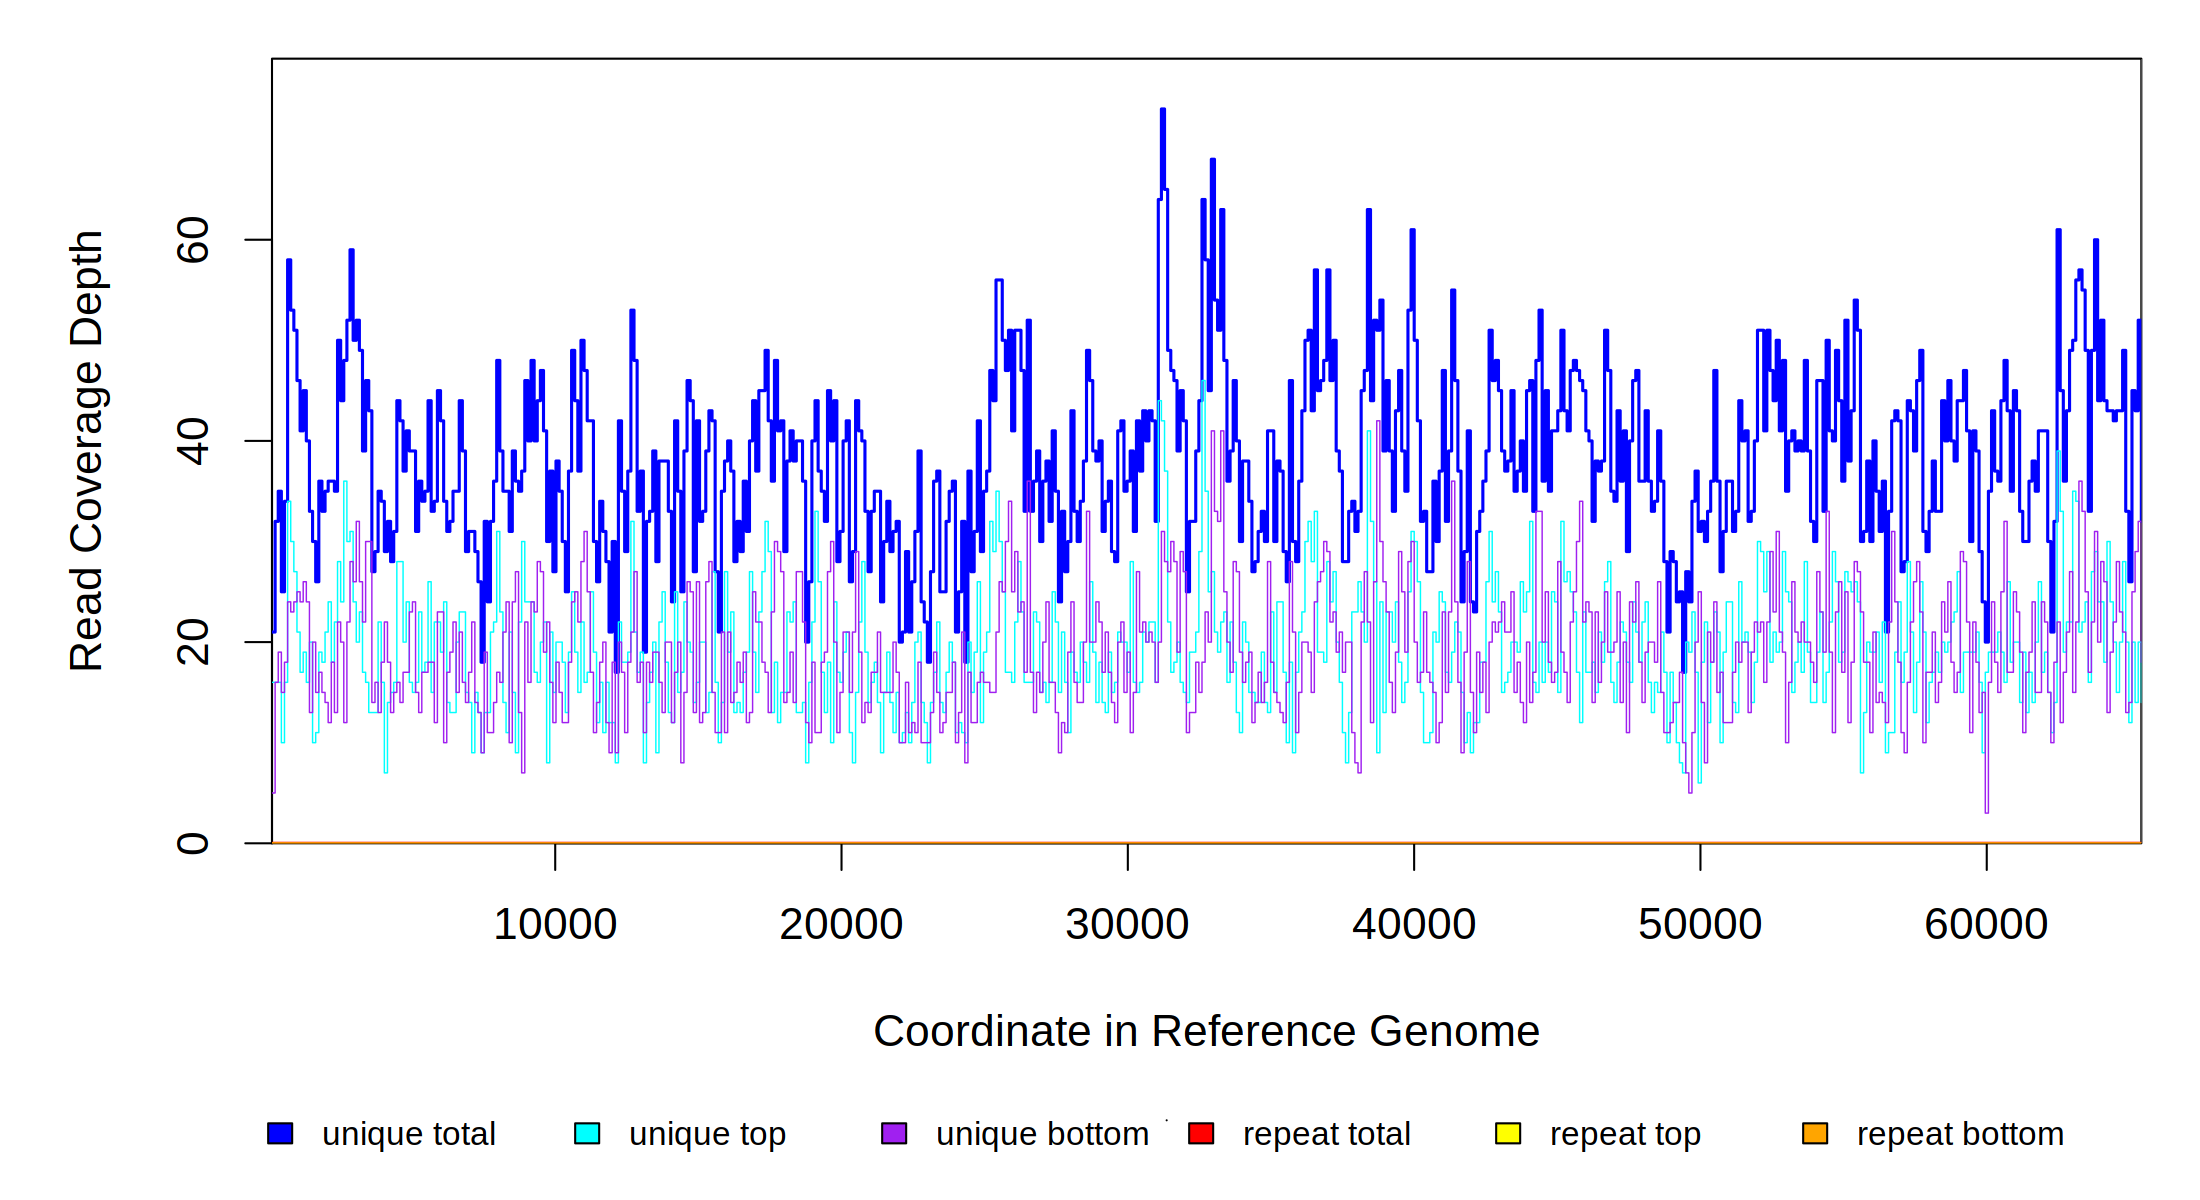 Read Coverage Depth
60
40
20
0
10000 20000 30000 40000 50000 60000
Coordinate in Reference Genome
unique total unique top unique bottom repeat total repeat top repeat bottom